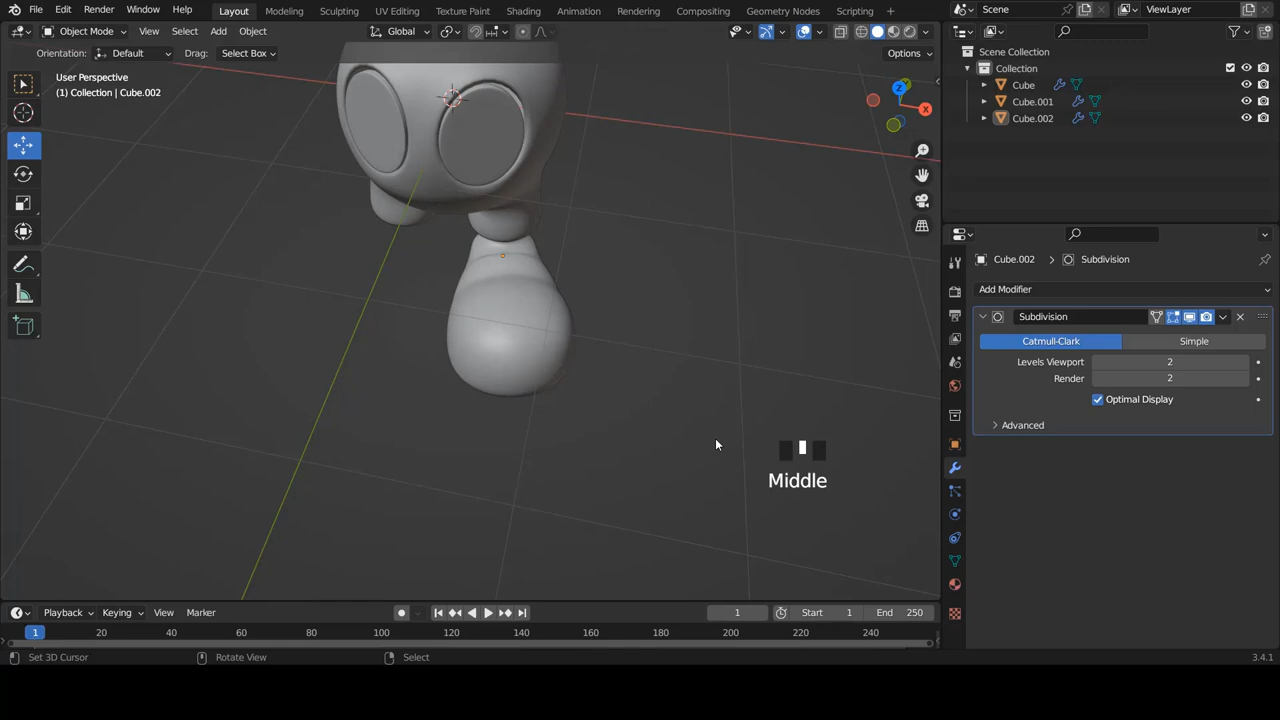 File Edit Render Window Help Layout Modeling Sculpting UV Editing Texture Paint Shading Animation Rendering Compositing Geometry Nodes Scripting + Scene ViewLayer
Object Mode View Select Add Object Global
Orientation: Default Drag: Select Box Options
User Perspective
(1) Collection | Cube.002
Z
X
Scene Collection
Collection
Cube
Cube.001
Cube.002
Cube.002 > Subdivision
Add Modifier
Subdivision
Catmull-Clark Simple
Levels Viewport 2
Render 2
Optimal Display
Advanced
Middle
Playback Keying View Marker 1 Start 1 End 250
1 20 40 60 80 100 120 140 160 180 200 220 240
Set 3D Cursor Rotate View Select 3.4.1